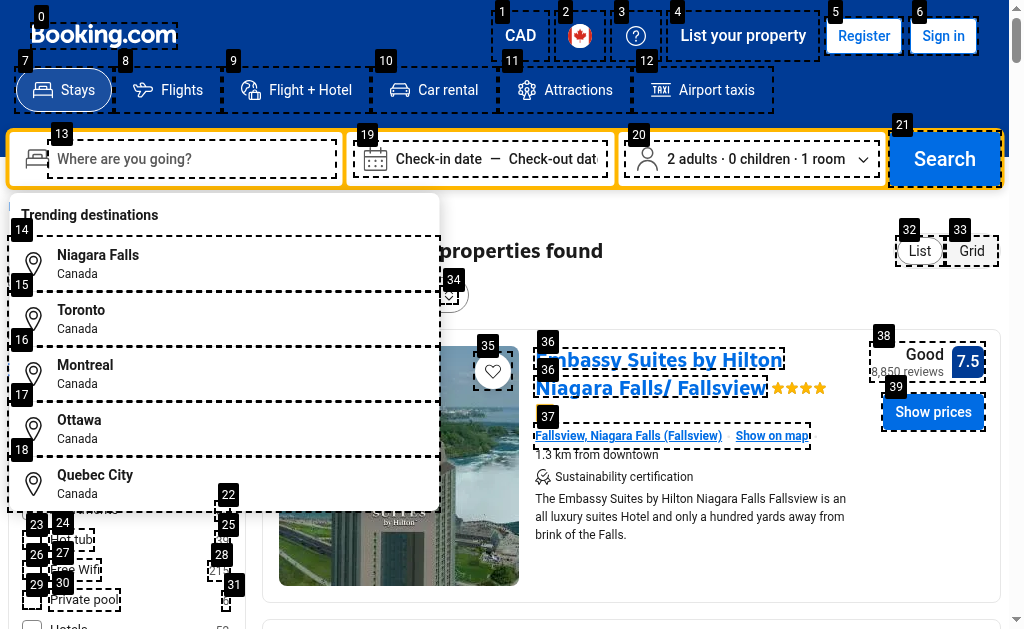 0 1 2 3 4 5 6
Booking.com CAD List your property Register Sign in
7 8 9 10 11 12
Stays Flights Flight + Hotel Car rental Attractions Airport taxis
13 19 20 21
Where are you going? Check-in date — Check-out dat 2 adults · 0 children · 1 room Search
Trending destinations
14 32 33
Niagara Falls
Canada
properties found List Grid
15 34
Toronto
Canada
16 35 36 38
Montreal
Canada
Embassy Suites by Hilton
36
Niagara Falls/ Fallsview
Good
8,850 reviews
7.5
39
Show prices
17 37
Ottawa
Canada
Fallsview, Niagara Falls (Fallsview) Show on map
1.3 km from downtown
18
Quebec City
Canada
Sustainability certification
The Embassy Suites by Hilton Niagara Falls Fallsview is an
all luxury suites Hotel and only a hundred yards away from
brink of the Falls.
SUITES
by Hilton
22
23 24 25
Hot tub
26 27 28
Free Wifi
29 30 31
Private pool 6
Hotels